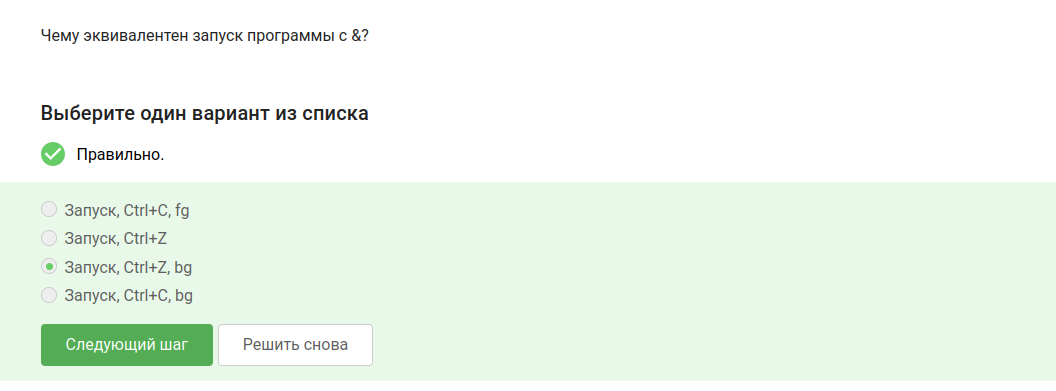 Чему эквивалентен запуск программы с &?
Выберите один вариант из списка
Правильно.
Запуск, Ctrl+C, fg
Запуск, Ctrl+Z
Запуск, Ctrl+Z, bg
Запуск, Ctrl+C, bg
Следующий шаг Решить снова